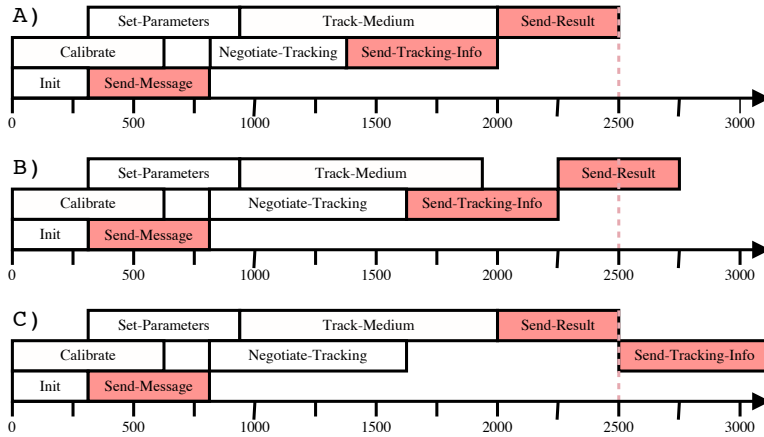 A)
Set-Parameters Track-Medium Send-Result
Calibrate Negotiate-Tracking Send-Tracking-Info
Init Send-Message
0 500 1000 1500 2000 2500 3000
B)
Set-Parameters Track-Medium Send-Result
Calibrate Negotiate-Tracking Send-Tracking-Info
Init Send-Message
0 500 1000 1500 2000 2500 3000
C)
Set-Parameters Track-Medium Send-Result
Calibrate Negotiate-Tracking Send-Tracking-Info
Init Send-Message
0 500 1000 1500 2000 2500 3000